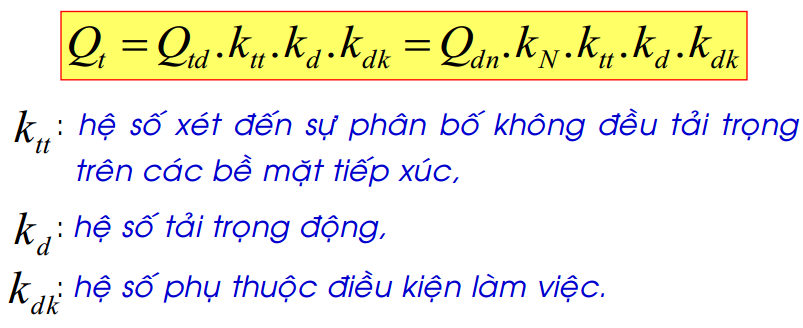 Q_t = Q_td.k_tt.k_d.k_dk = Q_dn.k_N.k_tt.k_d.k_dk
k_tt: hệ số xét đến sự phân bố không đều tải trọng
trên các bề mặt tiếp xúc,
k_d: hệ số tải trọng động,
k_dk: hệ số phụ thuộc điều kiện làm việc.